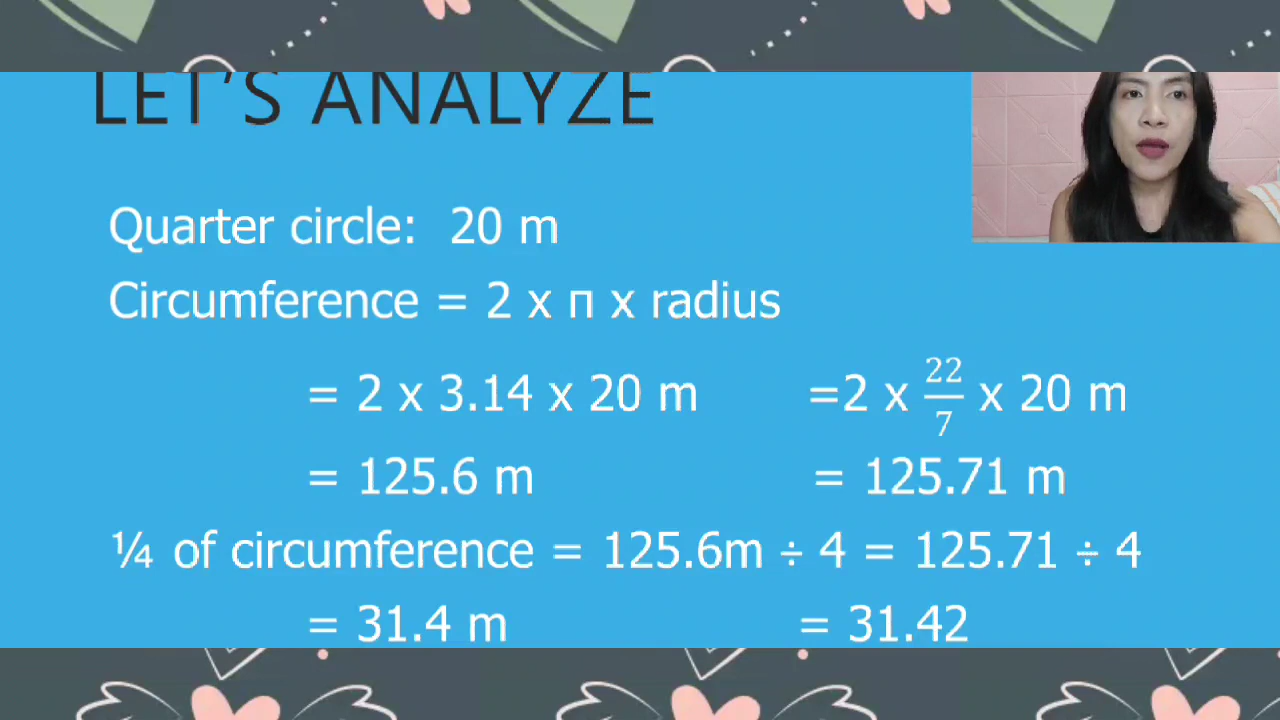 LET'S ANALYZE
Quarter circle: 20 m
Circumference = 2 x π x radius
= 2 x 3.14 x 20 m =2 x 22/7 x 20 m
= 125.6 m = 125.71 m
¼ of circumference = 125.6m ÷ 4 = 125.71 ÷ 4
= 31.4 m = 31.42